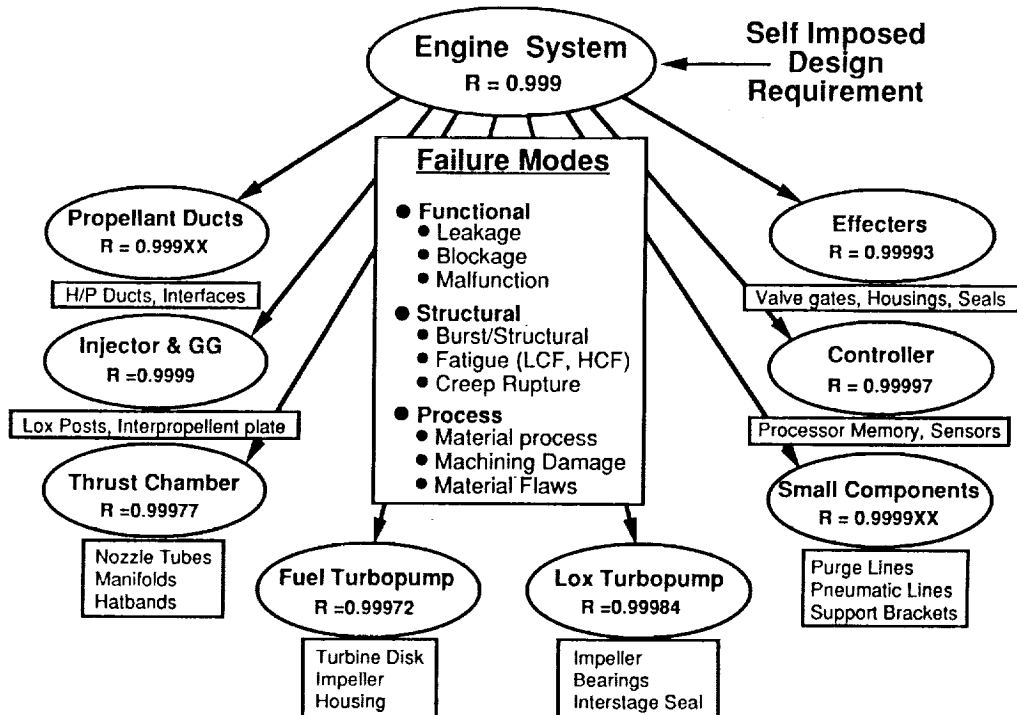 Engine System
R = 0.999
Self Imposed
Design
Requirement
Failure Modes
● Functional
● Leakage
● Blockage
● Malfunction
● Structural
● Burst/Structural
● Fatigue (LCF, HCF)
● Creep Rupture
● Process
● Material process
● Machining Damage
● Material Flaws
Propellant Ducts
R = 0.999XX
H/P Ducts, Interfaces
Injector & GG
R =0.9999
Lox Posts, Interpropellent plate
Thrust Chamber
R =0.99977
Nozzle Tubes
Manifolds
Hatbands
Fuel Turbopump
R =0.99972
Turbine Disk
Impeller
Housing
Lox Turbopump
R =0.99984
Impeller
Bearings
Interstage Seal
Effecters
R = 0.99993
Valve gates, Housings, Seals
Controller
R = 0.99997
Processor Memory, Sensors
Small Components
R = 0.9999XX
Purge Lines
Pneumatic Lines
Support Brackets